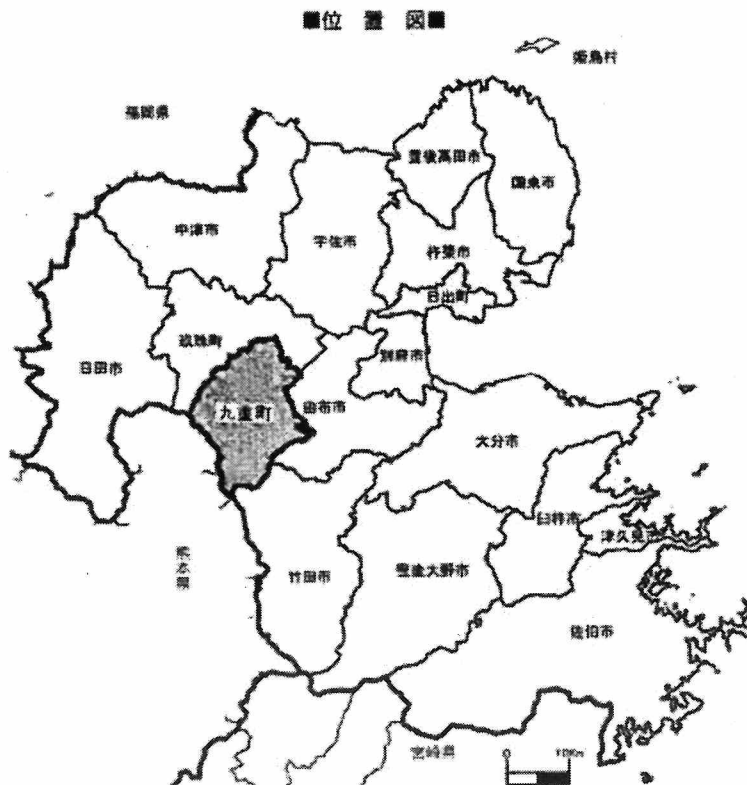 ■位 置 図■
姫島村
福岡県
豊後高田市
国東市
中津市
宇佐市
杵築市
日出町
玖珠町
別府市
日田市
九重町
由布市
大分市
臼杵市
津久見市
熊本県
竹田市
豊後大野市
佐伯市
宮崎県
0 10Km